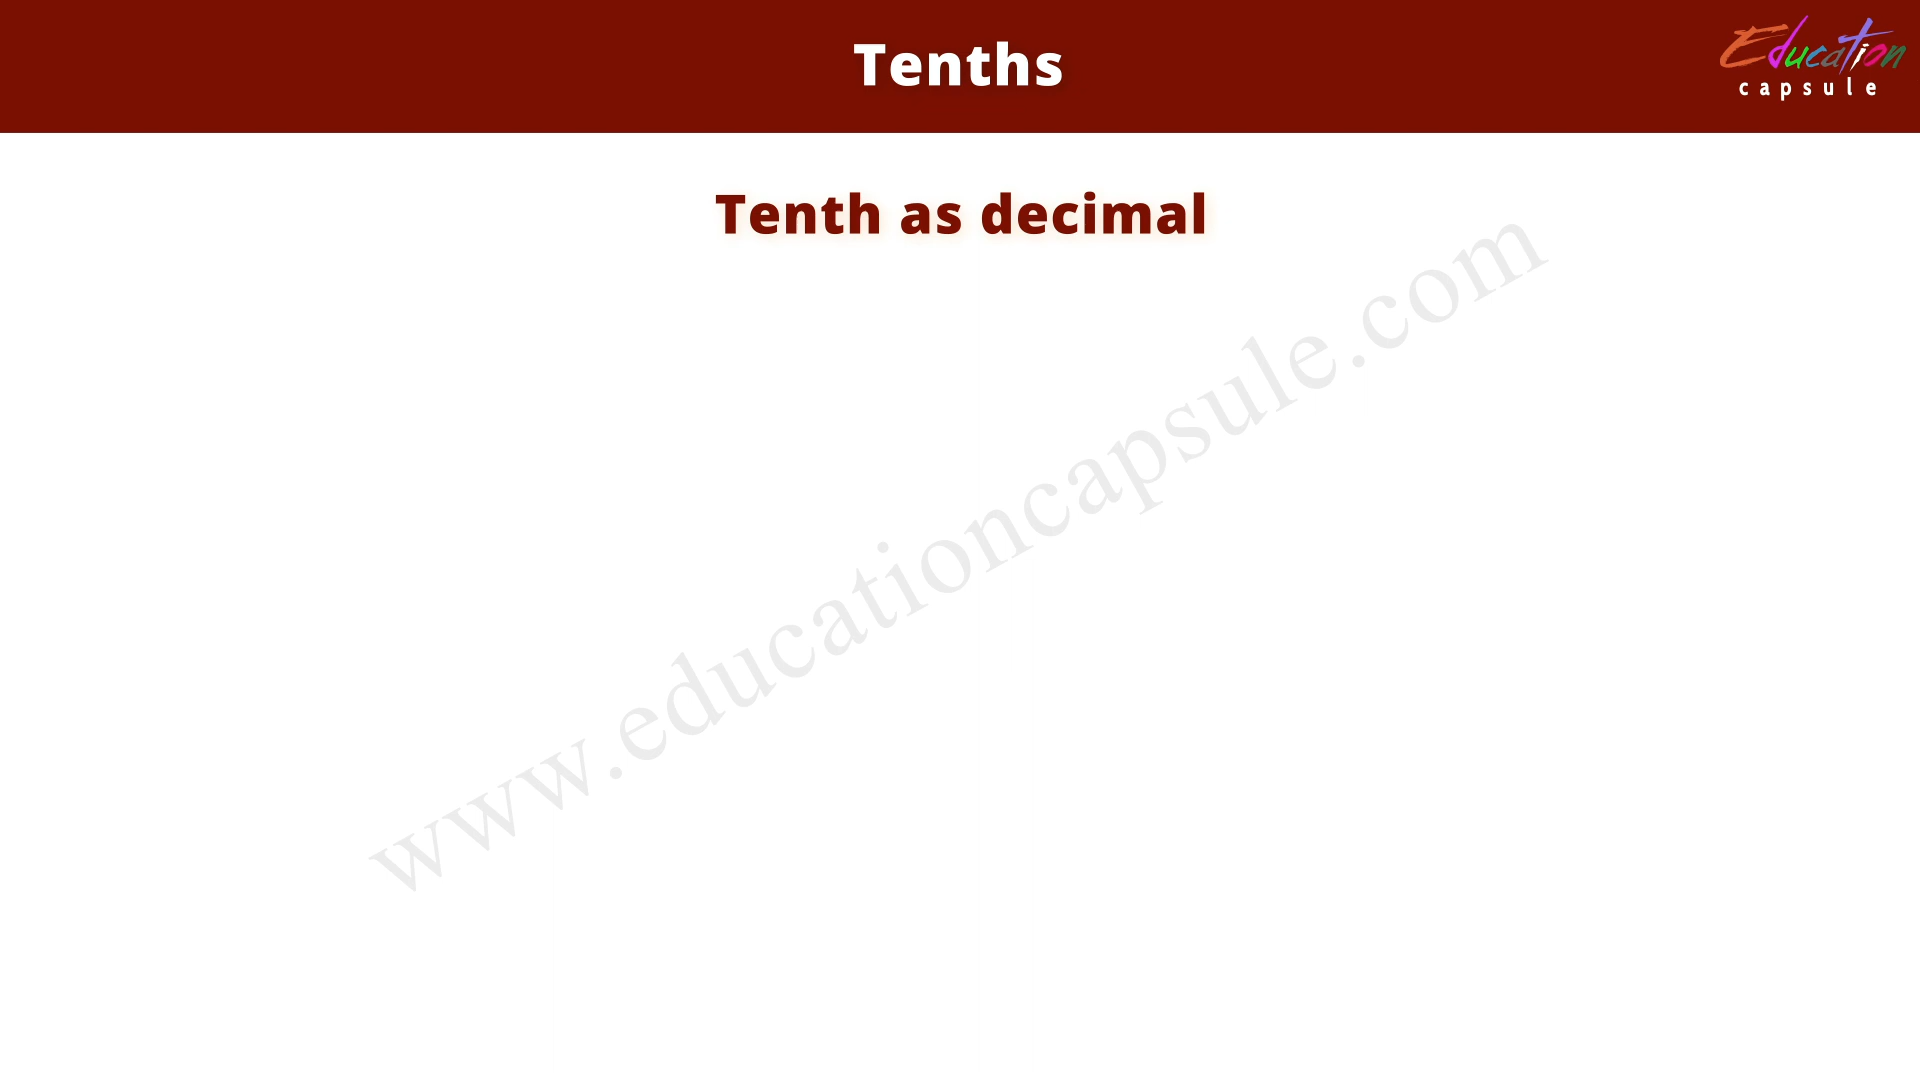 Tenths
Education
capsule
Tenth as decimal
www.educationcapsule.com